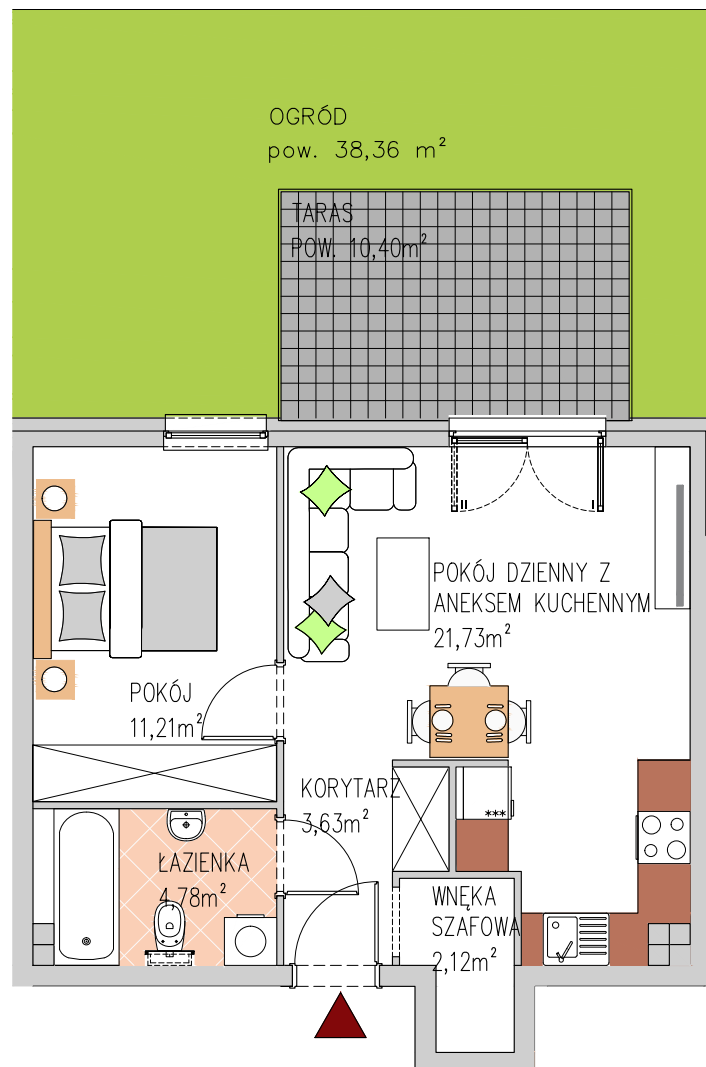 OGRÓD
pow. 38,36 m²
TARAS
POW. 10,40m²
POKÓJ DZIENNY Z
ANEKSEM KUCHENNYM
21,73m²
POKÓJ
11,21m²
KORYTARZ
3,63m²
***
ŁAZIENKA
4,78m²
WNĘKA
SZAFOWA
2,12m²